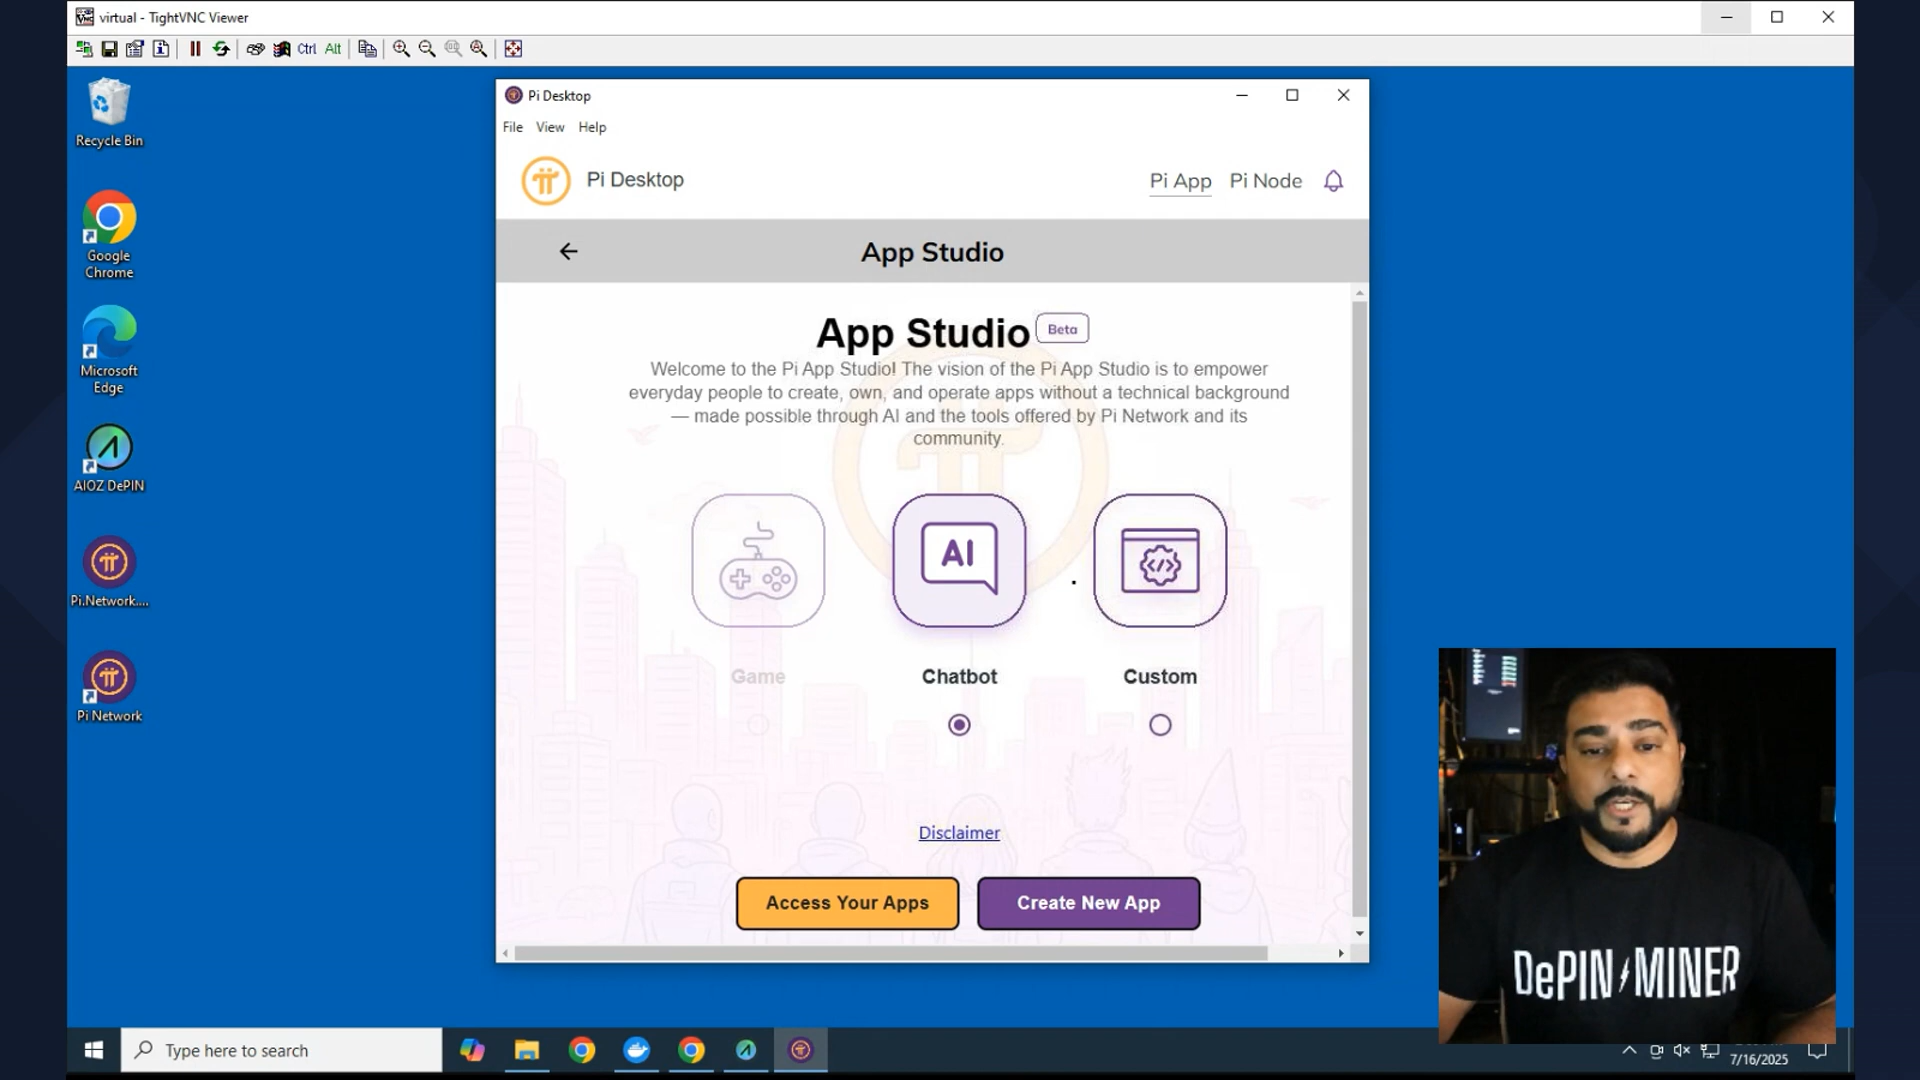 virtual - TightVNC Viewer
Ctrl Alt
Recycle Bin
Google
Chrome
Microsoft
Edge
AIOZ DePIN
Pi.Network....
Pi Network
Pi Desktop
File View Help
Pi Desktop
Pi App Pi Node
App Studio
App Studio Beta
Welcome to the Pi App Studio! The vision of the Pi App Studio is to empower
everyday people to create, own, and operate apps without a technical background
— made possible through AI and the tools offered by Pi Network and its
community.
AI
Game
Chatbot
Custom
Disclaimer
Access Your Apps
Create New App
DePIN MINER
Type here to search
7/16/2025